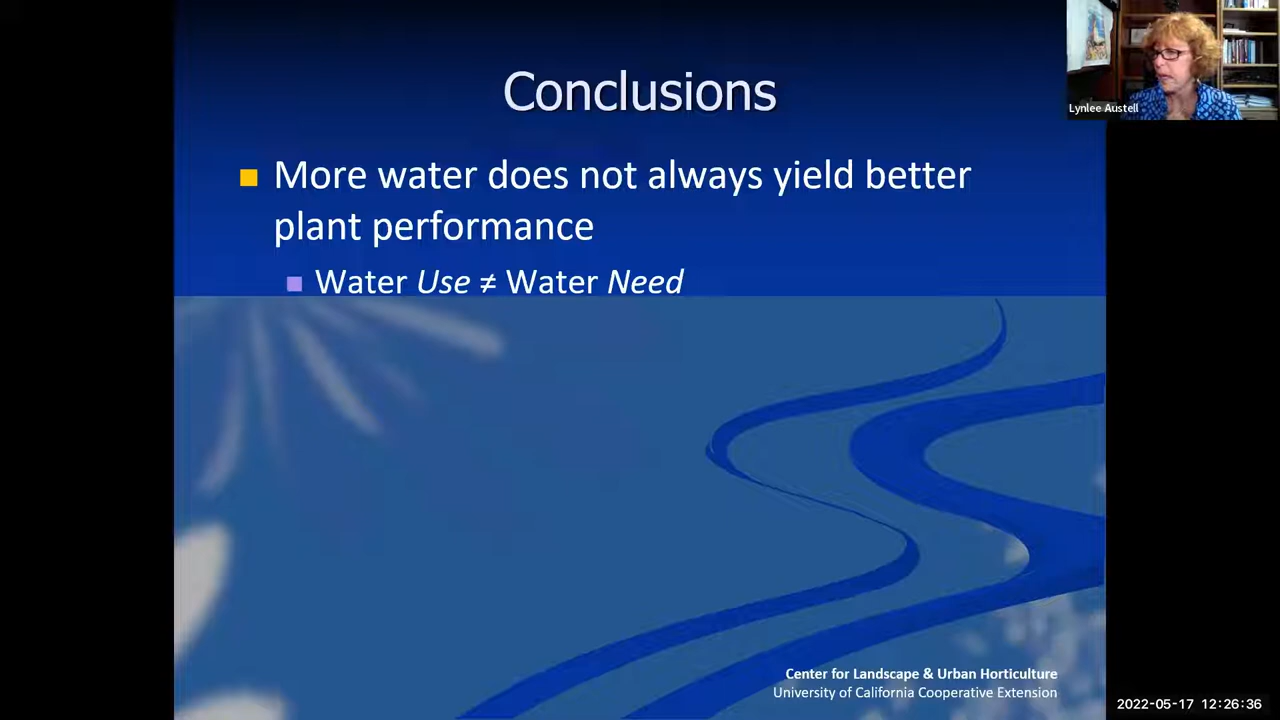 Conclusions
More water does not always yield better
plant performance
Water Use ≠ Water Need
Center for Landscape & Urban Horticulture
University of California Cooperative Extension
Lynlee Austell
2022-05-17 12:26:36